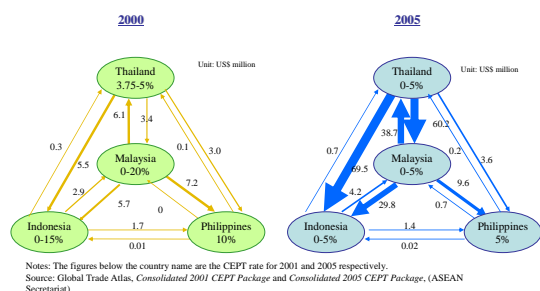 2000
2005
Unit: US$ million
Unit: US$ million
Thailand
3.75-5%
Thailand
0-5%
6.1
3.4
0.3
0.1
3.0
5.5
Malaysia
0-20%
2.9
7.2
5.7
0
Indonesia
0-15%
1.7
0.01
Philippines
10%
38.7
60.2
0.7
0.2
3.6
69.5
Malaysia
0-5%
4.2
9.6
29.8
0.7
Indonesia
0-5%
1.4
0.02
Philippines
5%
Notes: The figures below the country name are the CEPT rate for 2001 and 2005 respectively.
Source: Global Trade Atlas, Consolidated 2001 CEPT Package and Consolidated 2005 CEPT Package, (ASEAN
Secretariat)